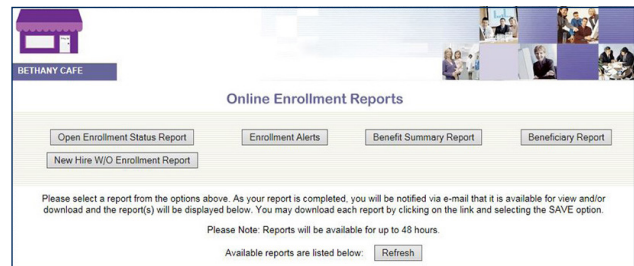 BETHANY CAFE
Online Enrollment Reports
Open Enrollment Status Report Enrollment Alerts Benefit Summary Report Beneficiary Report
New Hire W/O Enrollment Report
Please select a report from the options above. As your report is completed, you will be notified via e-mail that it is available for view and/or
download and the report(s) will be displayed below. You may download each report by clicking on the link and selecting the SAVE option.
Please Note: Reports will be available for up to 48 hours.
Available reports are listed below: Refresh